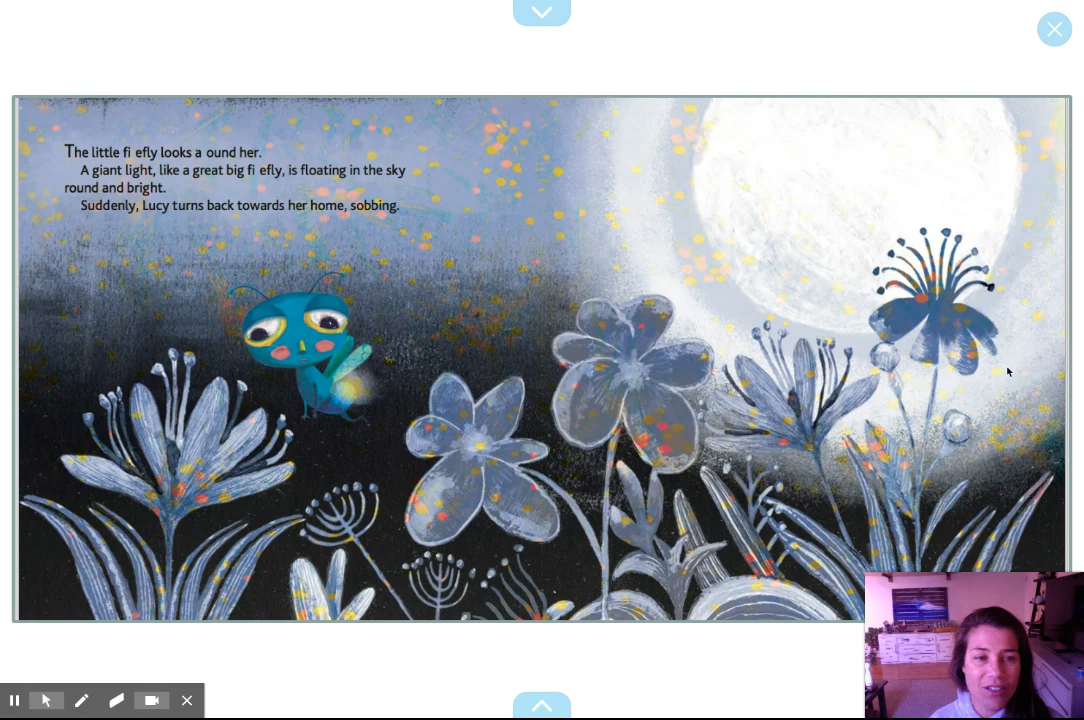 The little fi efly looks a ound her.
A giant light, like a great big fi efly, is floating in the sky
round and bright.
Suddenly, Lucy turns back towards her home, sobbing.